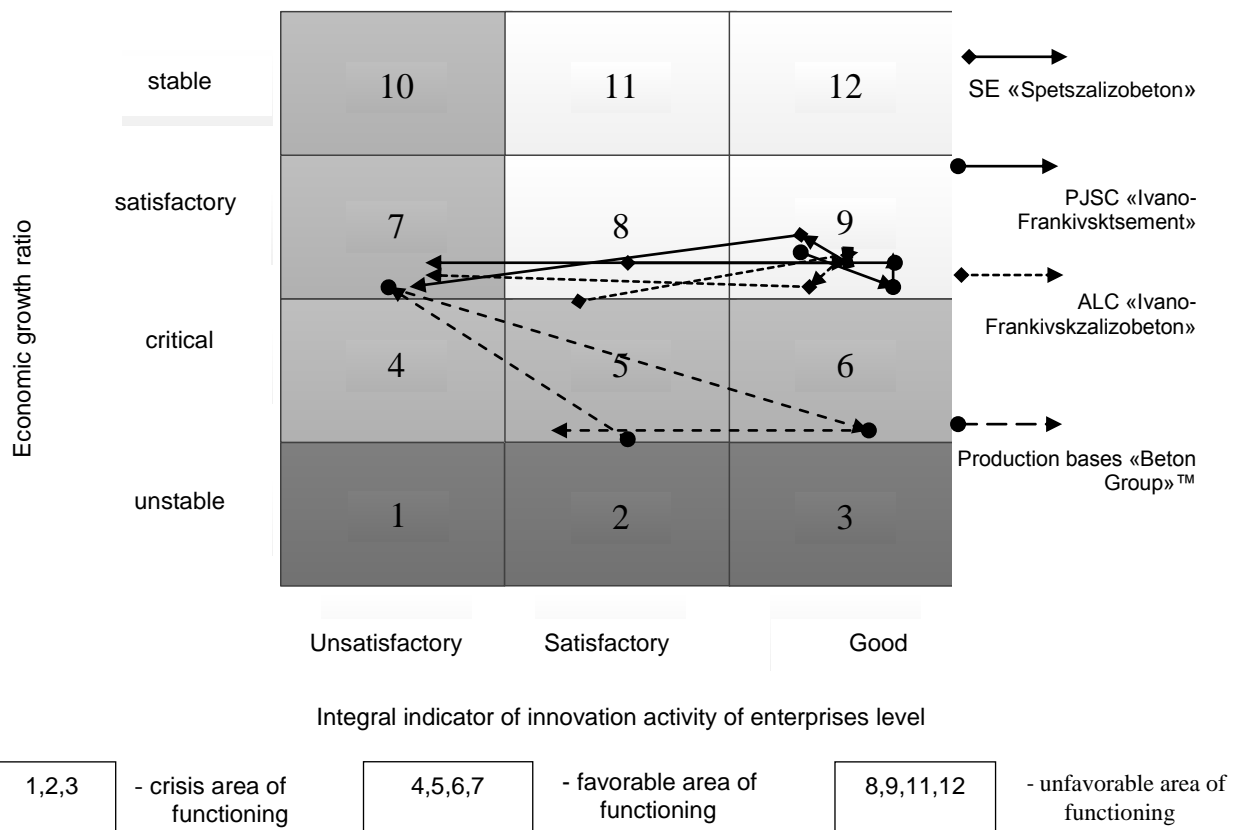 stable
10
11
12
SE «Spetszalizobeton»
satisfactory
7
8
9
PJSC «Ivano-
Frankivsktsement»
critical
4
5
6
ALC «Ivano-
Frankivskzalizobeton»
unstable
1
2
3
Production bases «Beton
Group»™
Economic growth ratio
Unsatisfactory
Satisfactory
Good
Integral indicator of innovation activity of enterprises level
1,2,3
- crisis area of
functioning
4,5,6,7
- favorable area of
functioning
8,9,11,12
- unfavorable area of
functioning